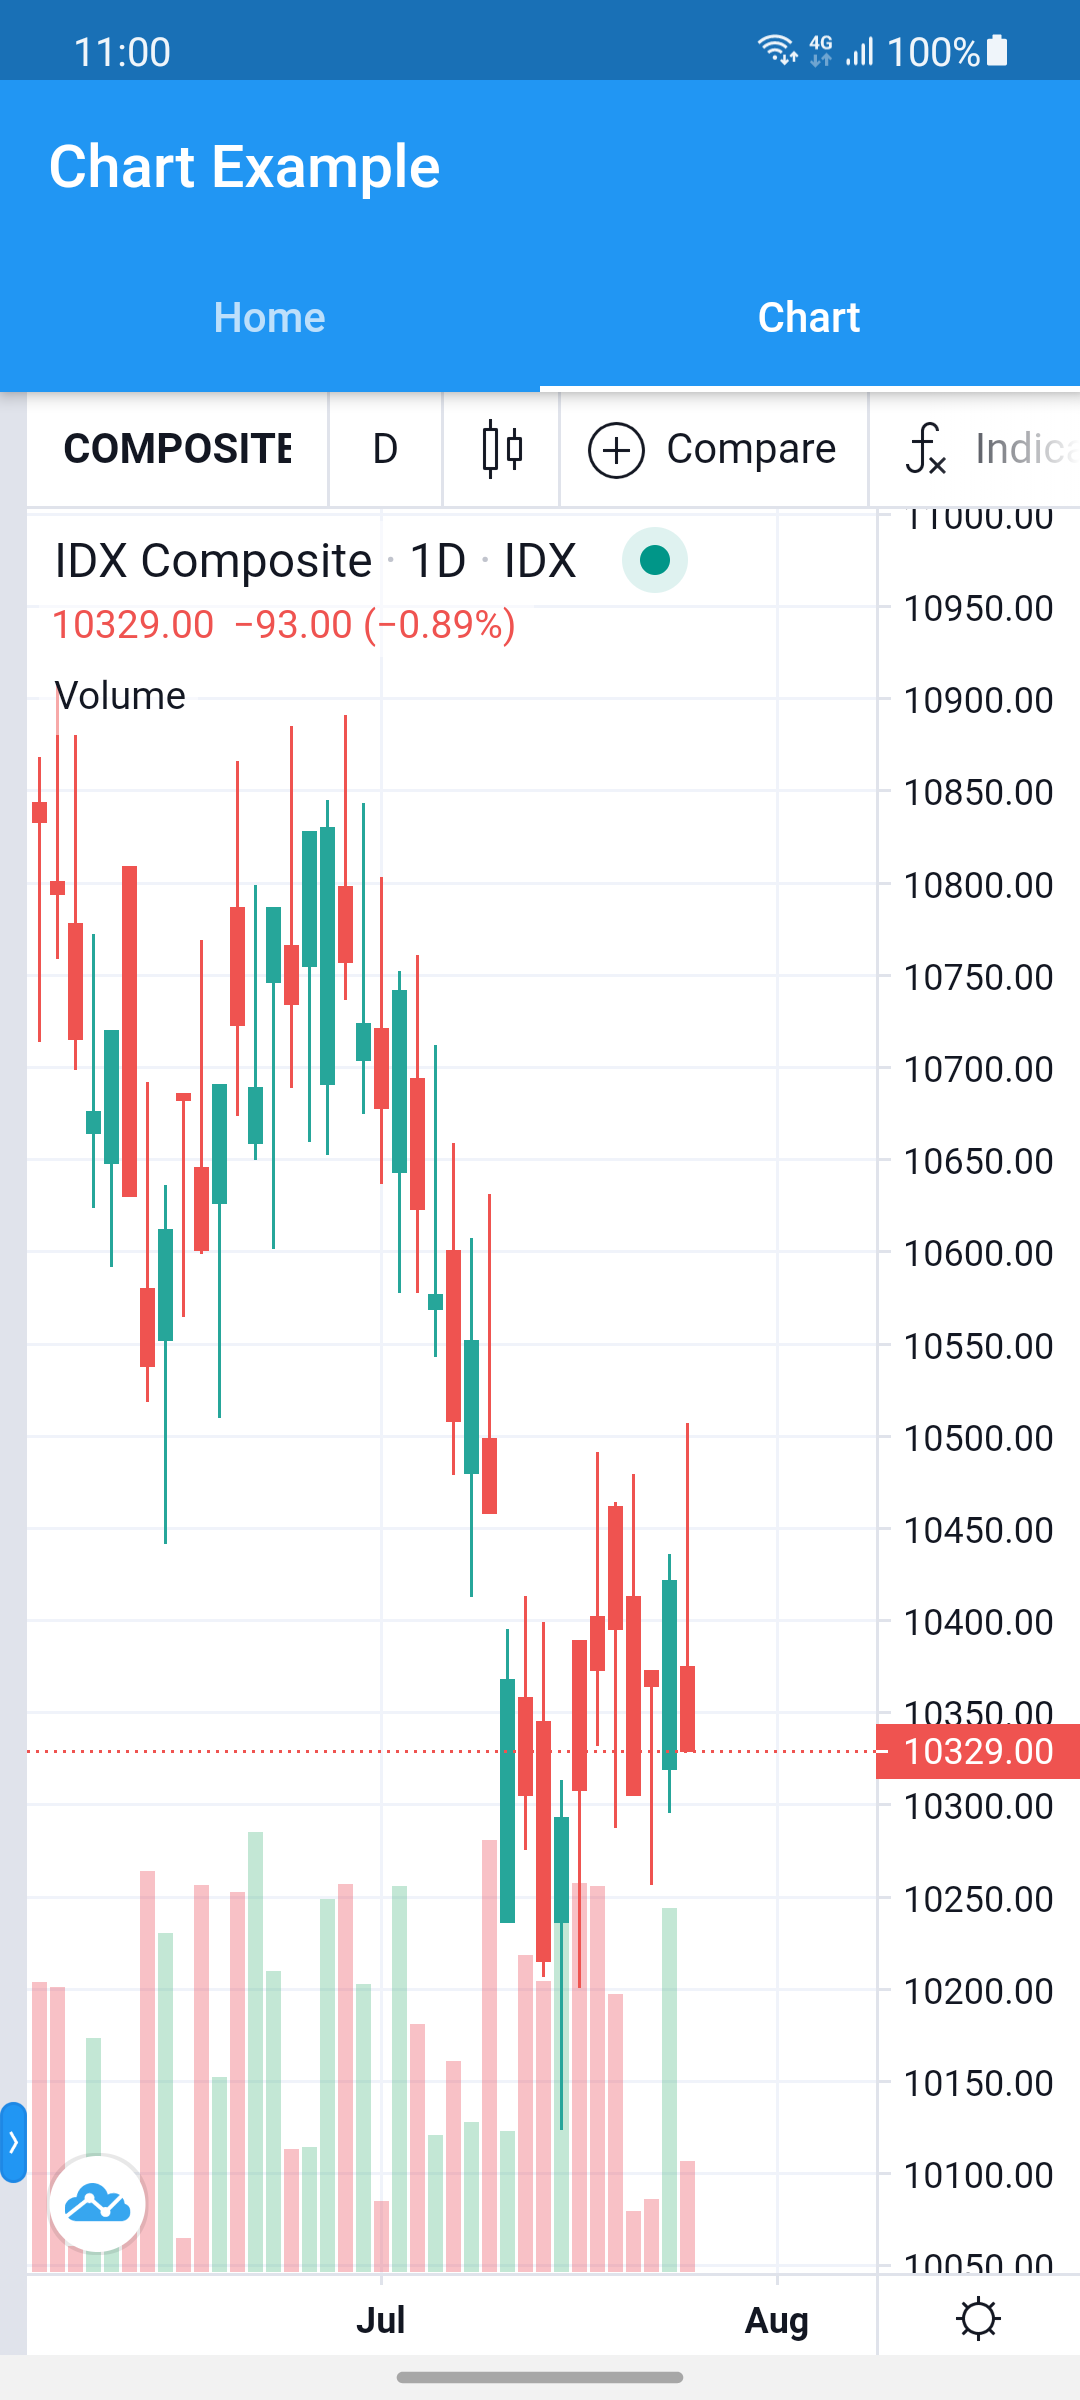 11:00 4G 100%
Chart Example
Home Chart
COMPOSITE D Compare Indica
IDX Composite · 1D · IDX
10329.00 −93.00 (−0.89%)
Volume
11000.00
10950.00
10900.00
10850.00
10800.00
10750.00
10700.00
10650.00
10600.00
10550.00
10500.00
10450.00
10400.00
10350.00
10329.00
10300.00
10250.00
10200.00
10150.00
10100.00
10050.00
Jul Aug